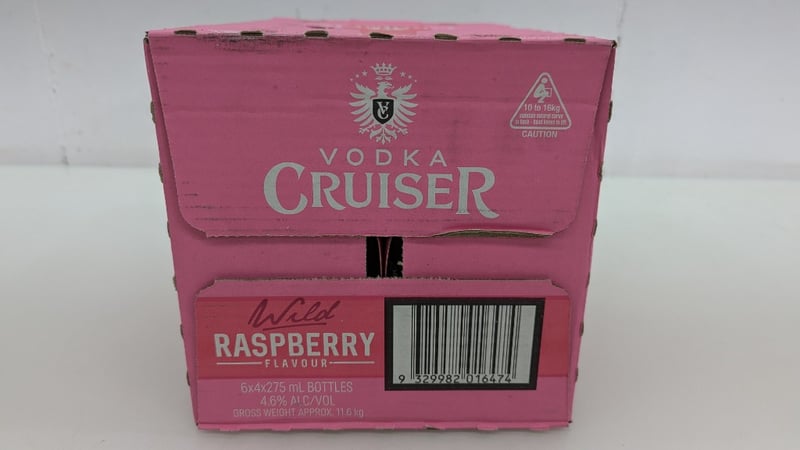 VC
VODKA
CRUISER
10 to 16kg
CAUTION
Wild
RASPBERRY
FLAVOUR
6x4x275 mL BOTTLES
4.6% ALC/VOL
GROSS WEIGHT APPROX. 11.6 kg
9 329982 016474